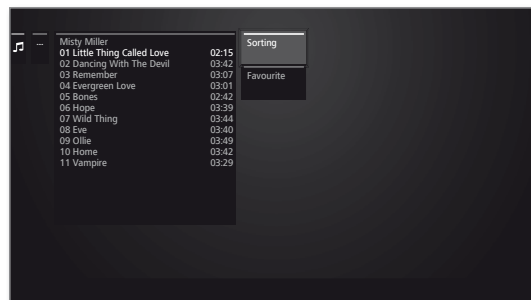 ...
Misty Miller
01 Little Thing Called Love 02:15
02 Dancing With The Devil 03:42
03 Remember 03:07
04 Evergreen Love 03:01
05 Bones 02:42
06 Hope 03:39
07 Wild Thing 03:44
08 Eve 03:40
09 Ollie 03:49
10 Home 03:42
11 Vampire 03:29
Sorting
Favourite